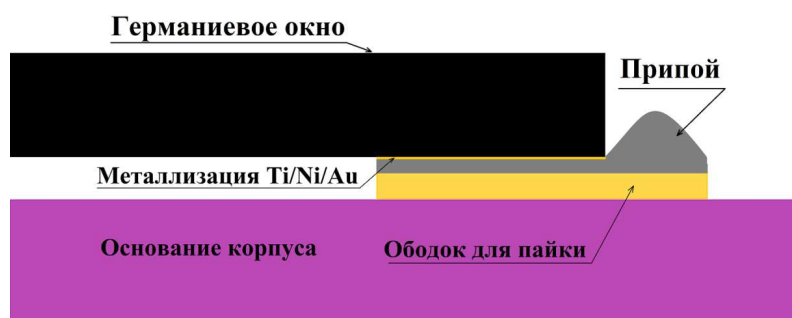 Германиевое окно
Припой
Металлизация Ti/Ni/Au
Основание корпуса
Ободок для пайки